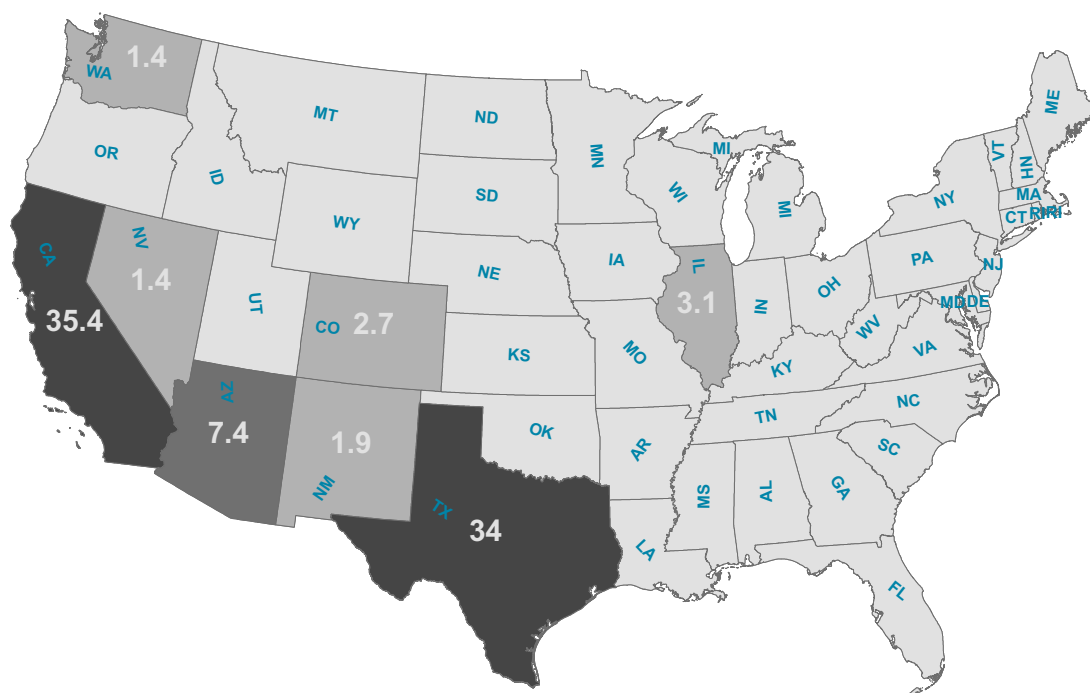 WA
1.4
MT
ND
MN
MI
ME
VT
NH
OR
ID
SD
WI
MI
NY
MA
CT
RI
RI
WY
CA
NV
IA
IL
PA
NJ
NE
1.4
UT
3.1
IN
OH
MD
DE
35.4
CO
2.7
KS
MO
KY
WV
VA
AZ
7.4
1.9
OK
AR
TN
NC
SC
NM
TX
34
MS
AL
GA
LA
FL